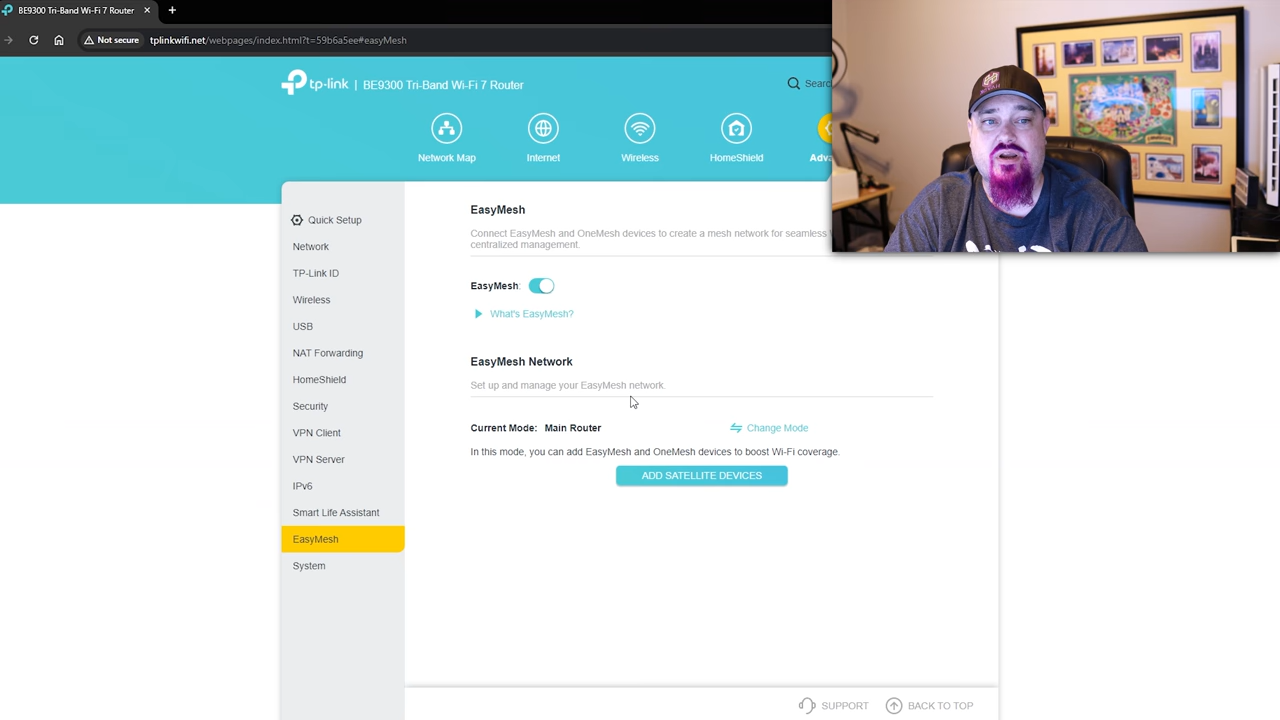 BE9300 Tri-Band Wi-Fi 7 Router
Not secure tplinkwifi.net/webpages/index.html?t=59b6a5ee#easyMesh
tp-link | BE9300 Tri-Band Wi-Fi 7 Router
Searc
Network Map Internet Wireless HomeShield Adva
Quick Setup
Network
TP-Link ID
Wireless
USB
NAT Forwarding
HomeShield
Security
VPN Client
VPN Server
IPv6
Smart Life Assistant
EasyMesh
System
EasyMesh
Connect EasyMesh and OneMesh devices to create a mesh network for seamless
centralized management.
EasyMesh:
What's EasyMesh?
EasyMesh Network
Set up and manage your EasyMesh network.
Current Mode: Main Router Change Mode
In this mode, you can add EasyMesh and OneMesh devices to boost Wi-Fi coverage.
ADD SATELLITE DEVICES
SUPPORT BACK TO TOP